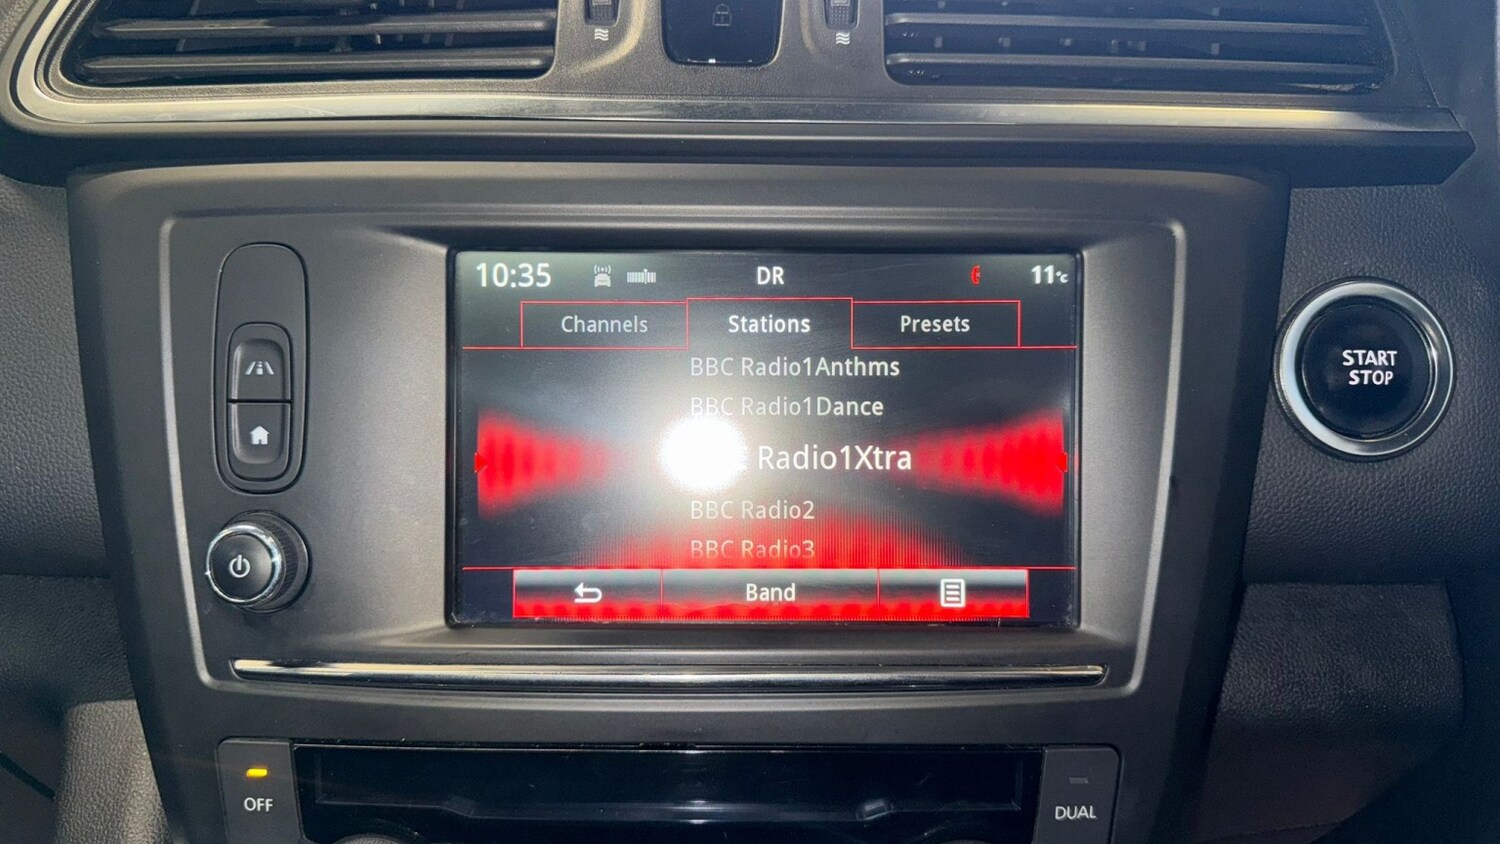 10:35 DR 11°c
Channels Stations Presets
BBC Radio1Anthms
BBC Radio1Dance
Radio1Xtra
BBC Radio2
BBC Radio3
Band
START
STOP
OFF
DUAL